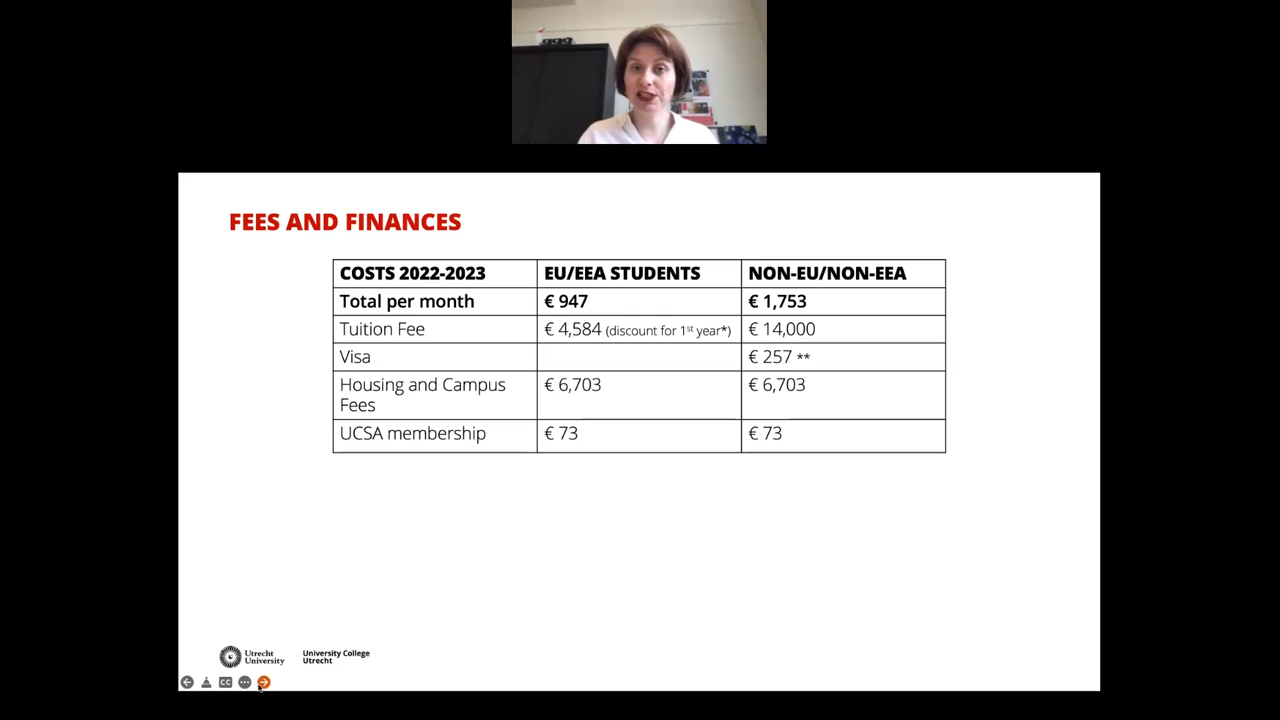 FEES AND FINANCES
COSTS 2022-2023 EU/EEA STUDENTS NON-EU/NON-EEA
Total per month € 947 € 1,753
Tuition Fee € 4,584 (discount for 1st year*) € 14,000
Visa € 257 **
Housing and Campus € 6,703 € 6,703
Fees
UCSA membership € 73 € 73
Utrecht University College
University Utrecht
CC